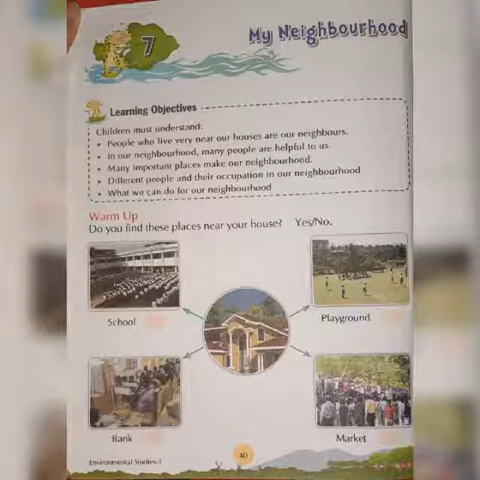 7
My Neighbourhood
Learning Objectives
Children must understand:
• People who live very near our houses are our neighbours.
• In our neighbourhood, many people are helpful to us.
• Many important places make our neighbourhood.
• Different people and their occupation in our neighbourhood
• What we can do for our neighbourhood
Warm Up
Do you find these places near your house? Yes/No.
School
Playground
Bank
Market
Environmental Studies-1
40